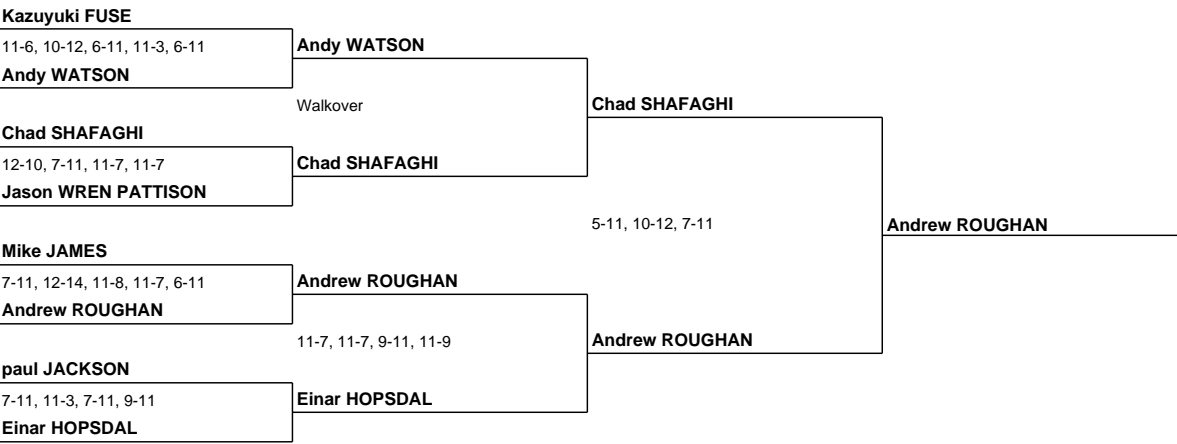 Kazuyuki FUSE
11-6, 10-12, 6-11, 11-3, 6-11
Andy WATSON
Andy WATSON
Walkover
Chad SHAFAGHI
Chad SHAFAGHI
12-10, 7-11, 11-7, 11-7
Chad SHAFAGHI
Jason WREN PATTISON
5-11, 10-12, 7-11
Andrew ROUGHAN
Mike JAMES
7-11, 12-14, 11-8, 11-7, 6-11
Andrew ROUGHAN
Andrew ROUGHAN
11-7, 11-7, 9-11, 11-9
Andrew ROUGHAN
paul JACKSON
7-11, 11-3, 7-11, 9-11
Einar HOPSDAL
Einar HOPSDAL